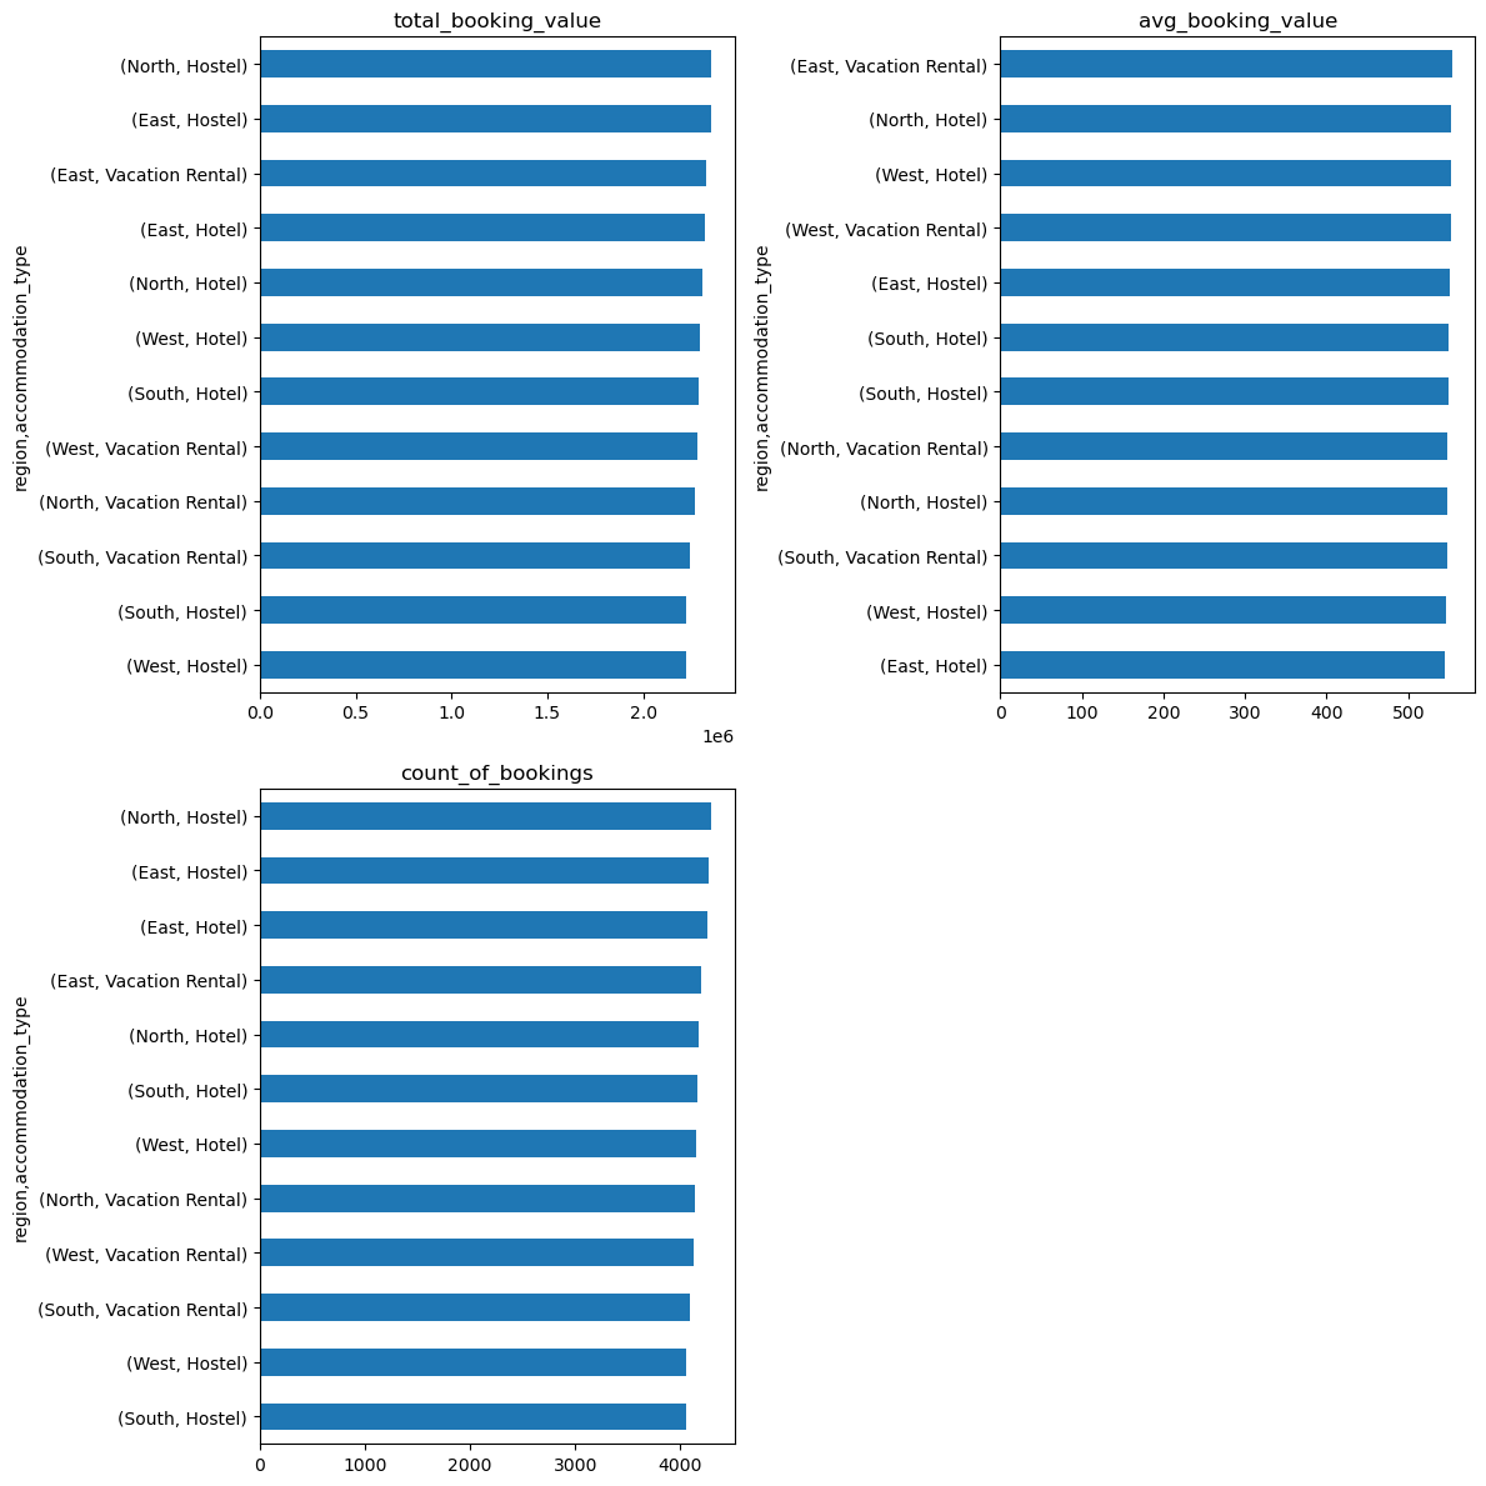 total_booking_value
region,accommodation_type
(North, Hostel)
(East, Hostel)
(East, Vacation Rental)
(East, Hotel)
(North, Hotel)
(West, Hotel)
(South, Hotel)
(West, Vacation Rental)
(North, Vacation Rental)
(South, Vacation Rental)
(South, Hostel)
(West, Hostel)
0.0 0.5 1.0 1.5 2.0
1e6
avg_booking_value
region,accommodation_type
(East, Vacation Rental)
(North, Hotel)
(West, Hotel)
(West, Vacation Rental)
(East, Hostel)
(South, Hotel)
(South, Hostel)
(North, Vacation Rental)
(North, Hostel)
(South, Vacation Rental)
(West, Hostel)
(East, Hotel)
0 100 200 300 400 500
count_of_bookings
region,accommodation_type
(North, Hostel)
(East, Hostel)
(East, Hotel)
(East, Vacation Rental)
(North, Hotel)
(South, Hotel)
(West, Hotel)
(North, Vacation Rental)
(West, Vacation Rental)
(South, Vacation Rental)
(West, Hostel)
(South, Hostel)
0 1000 2000 3000 4000